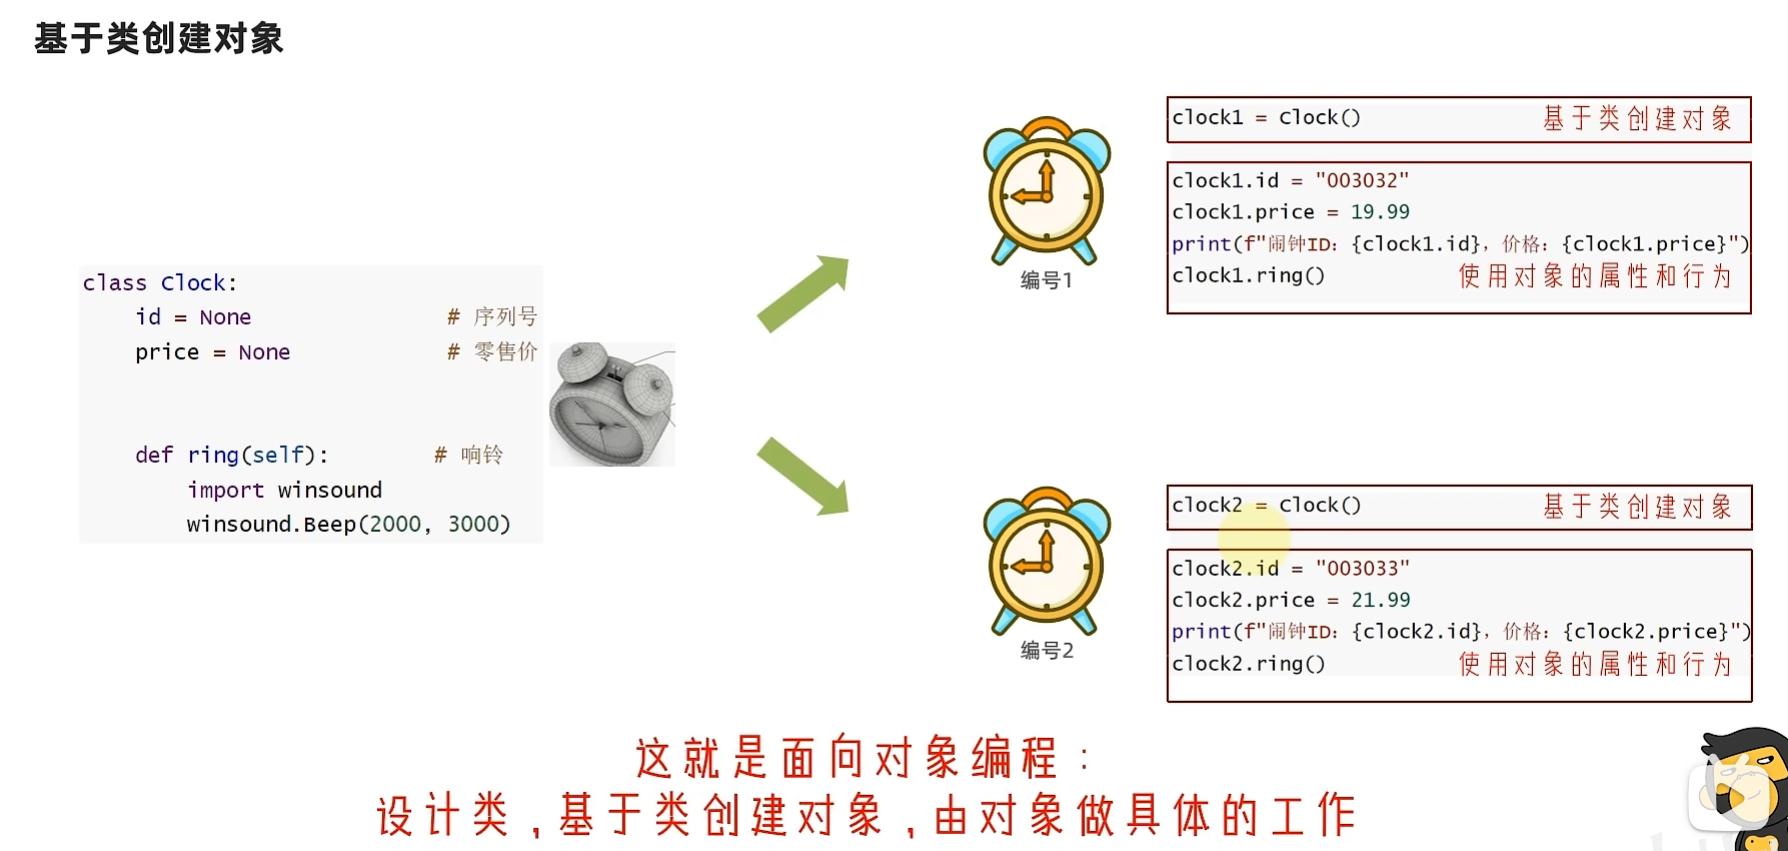 基于类创建对象
class Clock:
id = None # 序列号
price = None # 零售价
def ring(self): # 响铃
import winsound
winsound.Beep(2000, 3000)
编号1
clock1 = Clock() 基于类创建对象
clock1.id = "003032"
clock1.price = 19.99
print(f"闹钟ID：{clock1.id}，价格：{clock1.price}")
clock1.ring() 使用对象的属性和行为
编号2
clock2 = Clock() 基于类创建对象
clock2.id = "003033"
clock2.price = 21.99
print(f"闹钟ID：{clock2.id}，价格：{clock2.price}")
clock2.ring() 使用对象的属性和行为
这就是面向对象编程：
设计类,基于类创建对象,由对象做具体的工作